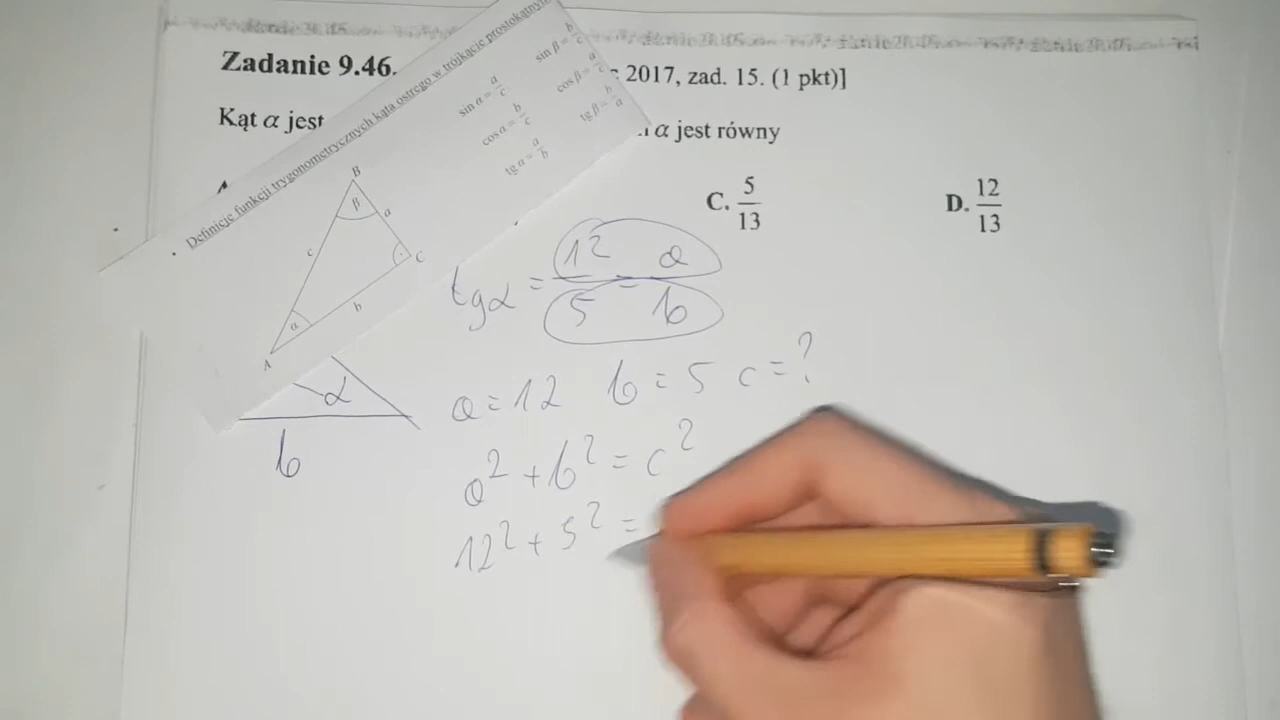 Zadanie 9.46.
2017, zad. 15. (1 pkt)]
Kąt α jest
α jest równy
C. 5/13
D. 12/13
Definicje funkcji trygonometrycznych kąta ostrego w trójkącie prostokątnym
sin α = a/c
sin β = b/c
cos α = b/c
cos β = a/c
tg α = a/b
tg β = b/a
B
β
a
c
C
α
b
A
tgα = 12/5 = a/b
α
b
a = 12 b = 5 c = ?
a² + b² = c²
12² + 5² =